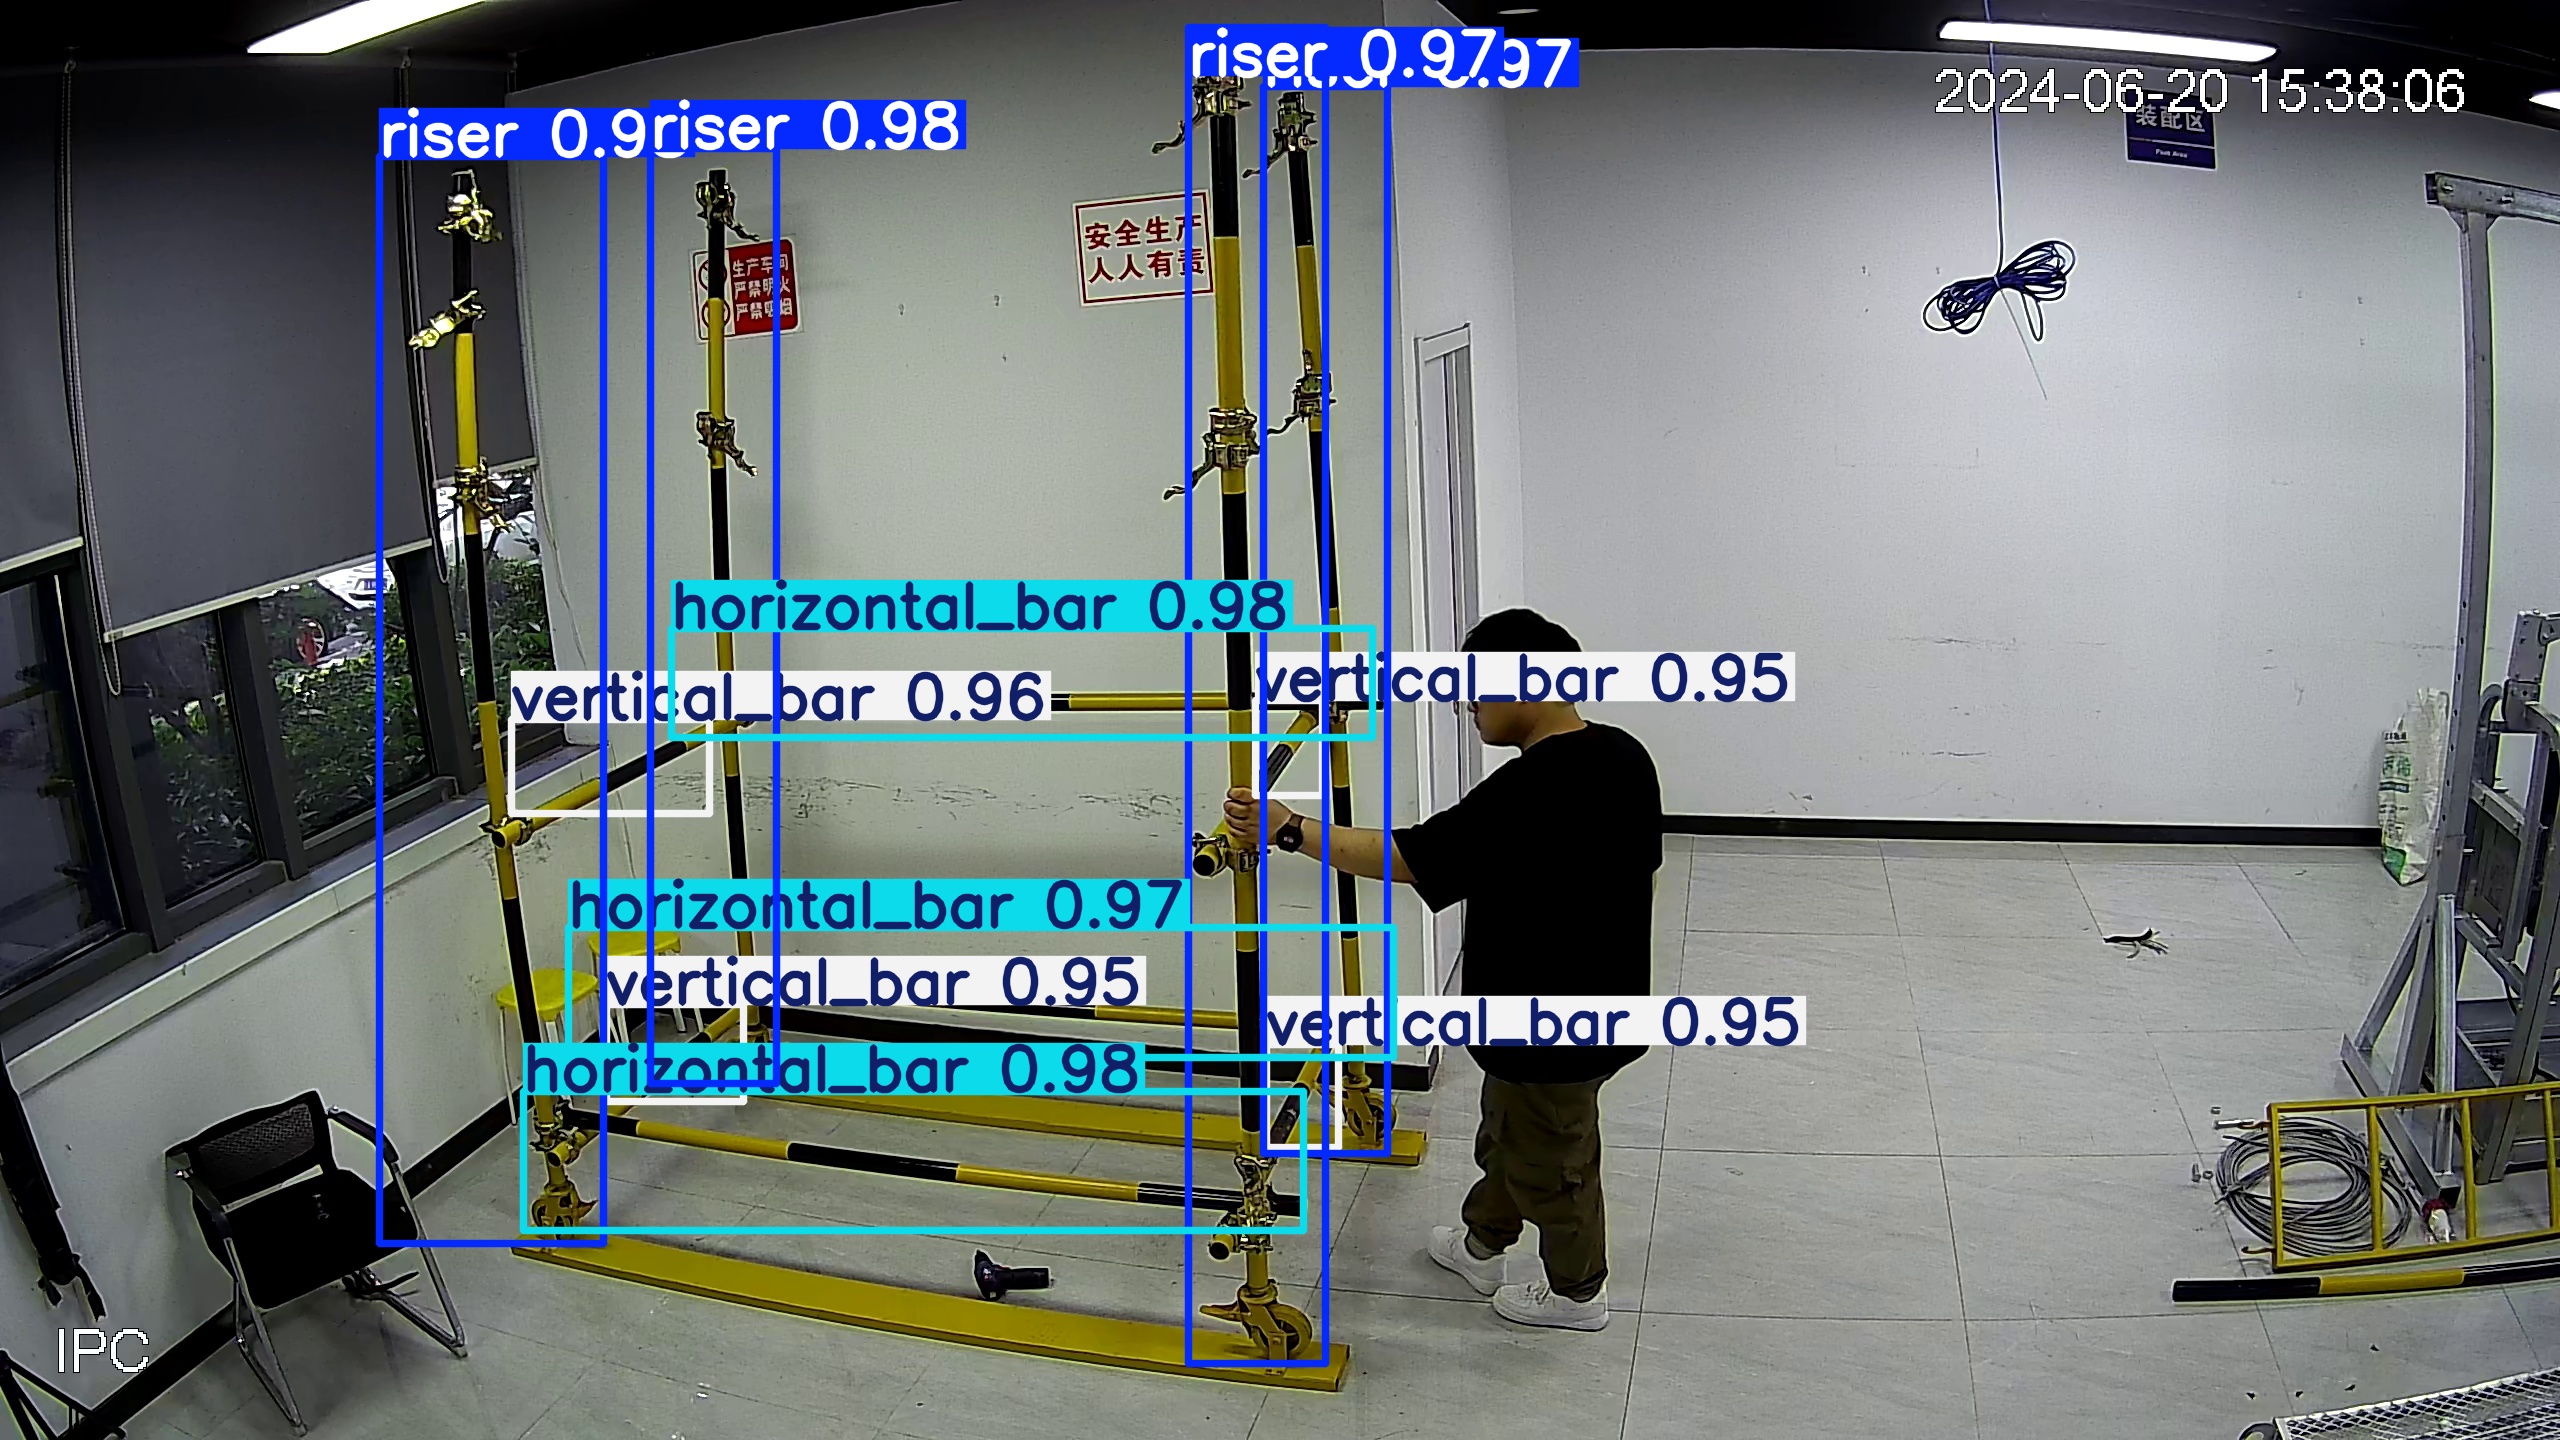 riser 0.97
2024-06-20 15:38:06
riser 0.98
装配区
安全生产
人人有责
生产车间
严禁明火
严禁吸烟
horizontal_bar 0.98
vertical_bar 0.96
vertical_bar 0.95
horizontal_bar 0.97
vertical_bar 0.95
vertical_bar 0.95
horizontal_bar 0.98
IPC